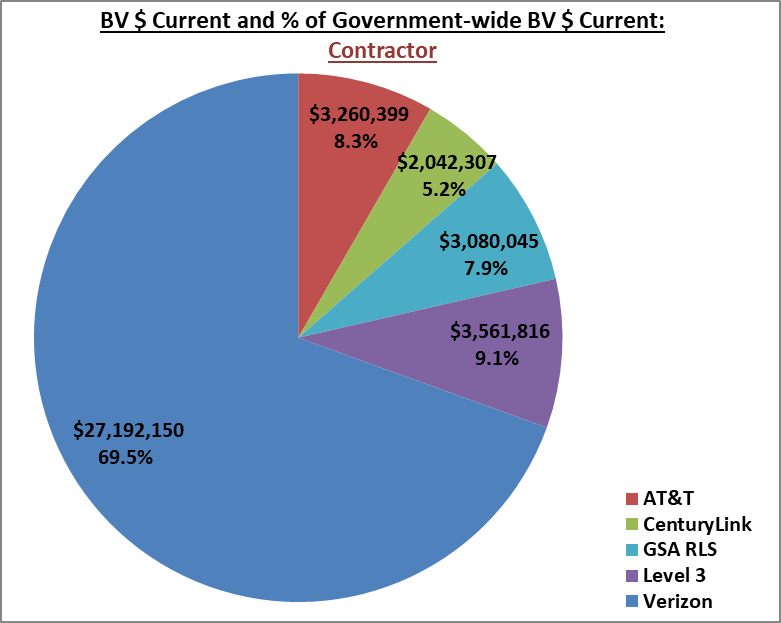 BV $ Current and % of Government-wide BV $ Current:
Contractor
$3,260,399
8.3%
$2,042,307
5.2%
$3,080,045
7.9%
$3,561,816
9.1%
$27,192,150
69.5%
AT&T
CenturyLink
GSA RLS
Level 3
Verizon